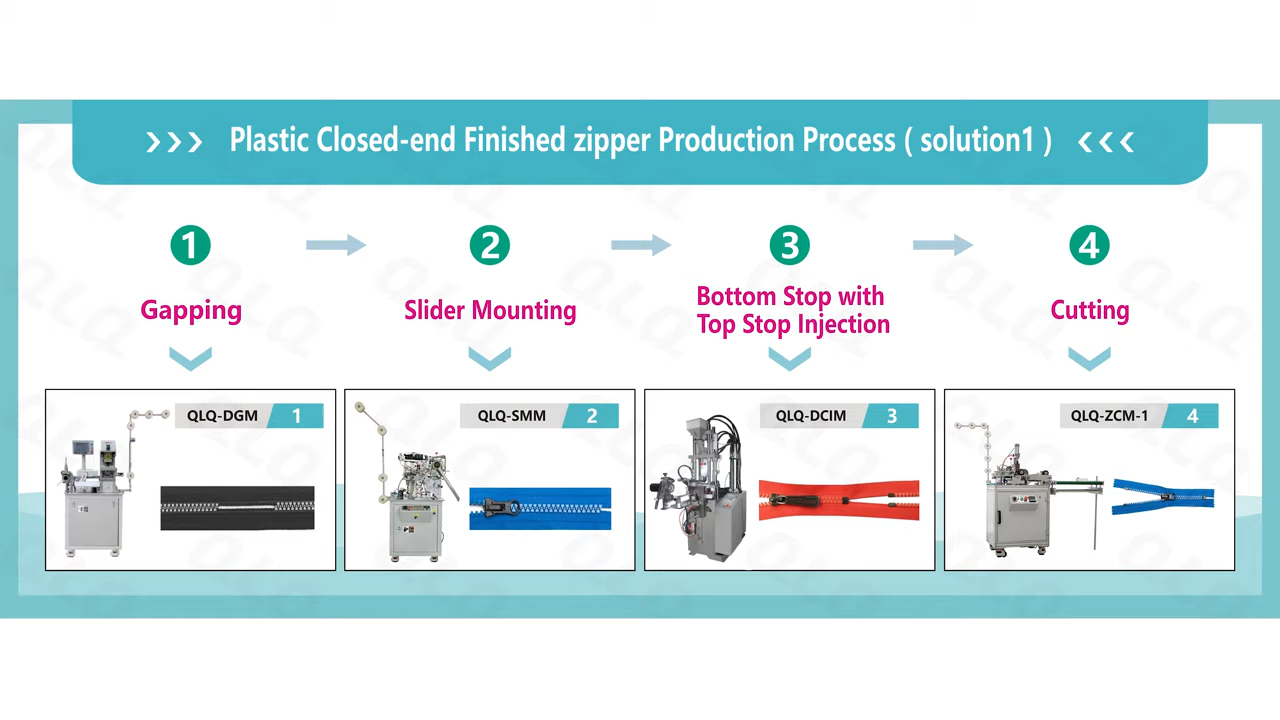 Plastic Closed-end Finished zipper Production Process ( solution1 )
1
2
3
4
Gapping
Slider Mounting
Bottom Stop with
Top Stop Injection
Cutting
QLQ-DGM 1
QLQ-SMM 2
QLQ-DCIM 3
QLQ-ZCM-1 4